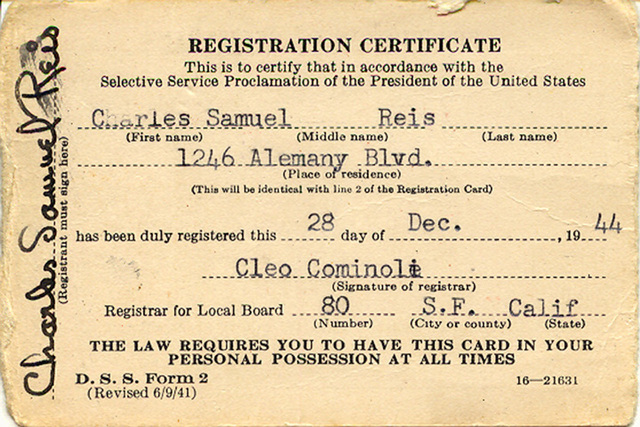 REGISTRATION CERTIFICATE
This is to certify that in accordance with the
Selective Service Proclamation of the President of the United States
Charles Samuel Reis
(First name) (Middle name) (Last name)
1246 Alemany Blvd.
(Place of residence)
(This will be identical with line 2 of the Registration Card)
has been duly registered this 28 day of Dec. , 19 44
Cleo Cominole
(Signature of registrar)
Registrar for Local Board 80 S.F. Calif
(Number) (City or county) (State)
THE LAW REQUIRES YOU TO HAVE THIS CARD IN YOUR
PERSONAL POSSESSION AT ALL TIMES
D. S. S. Form 2 16—21631
(Revised 6/9/41)
Charles Samuel Reis
(Registrant must sign here)